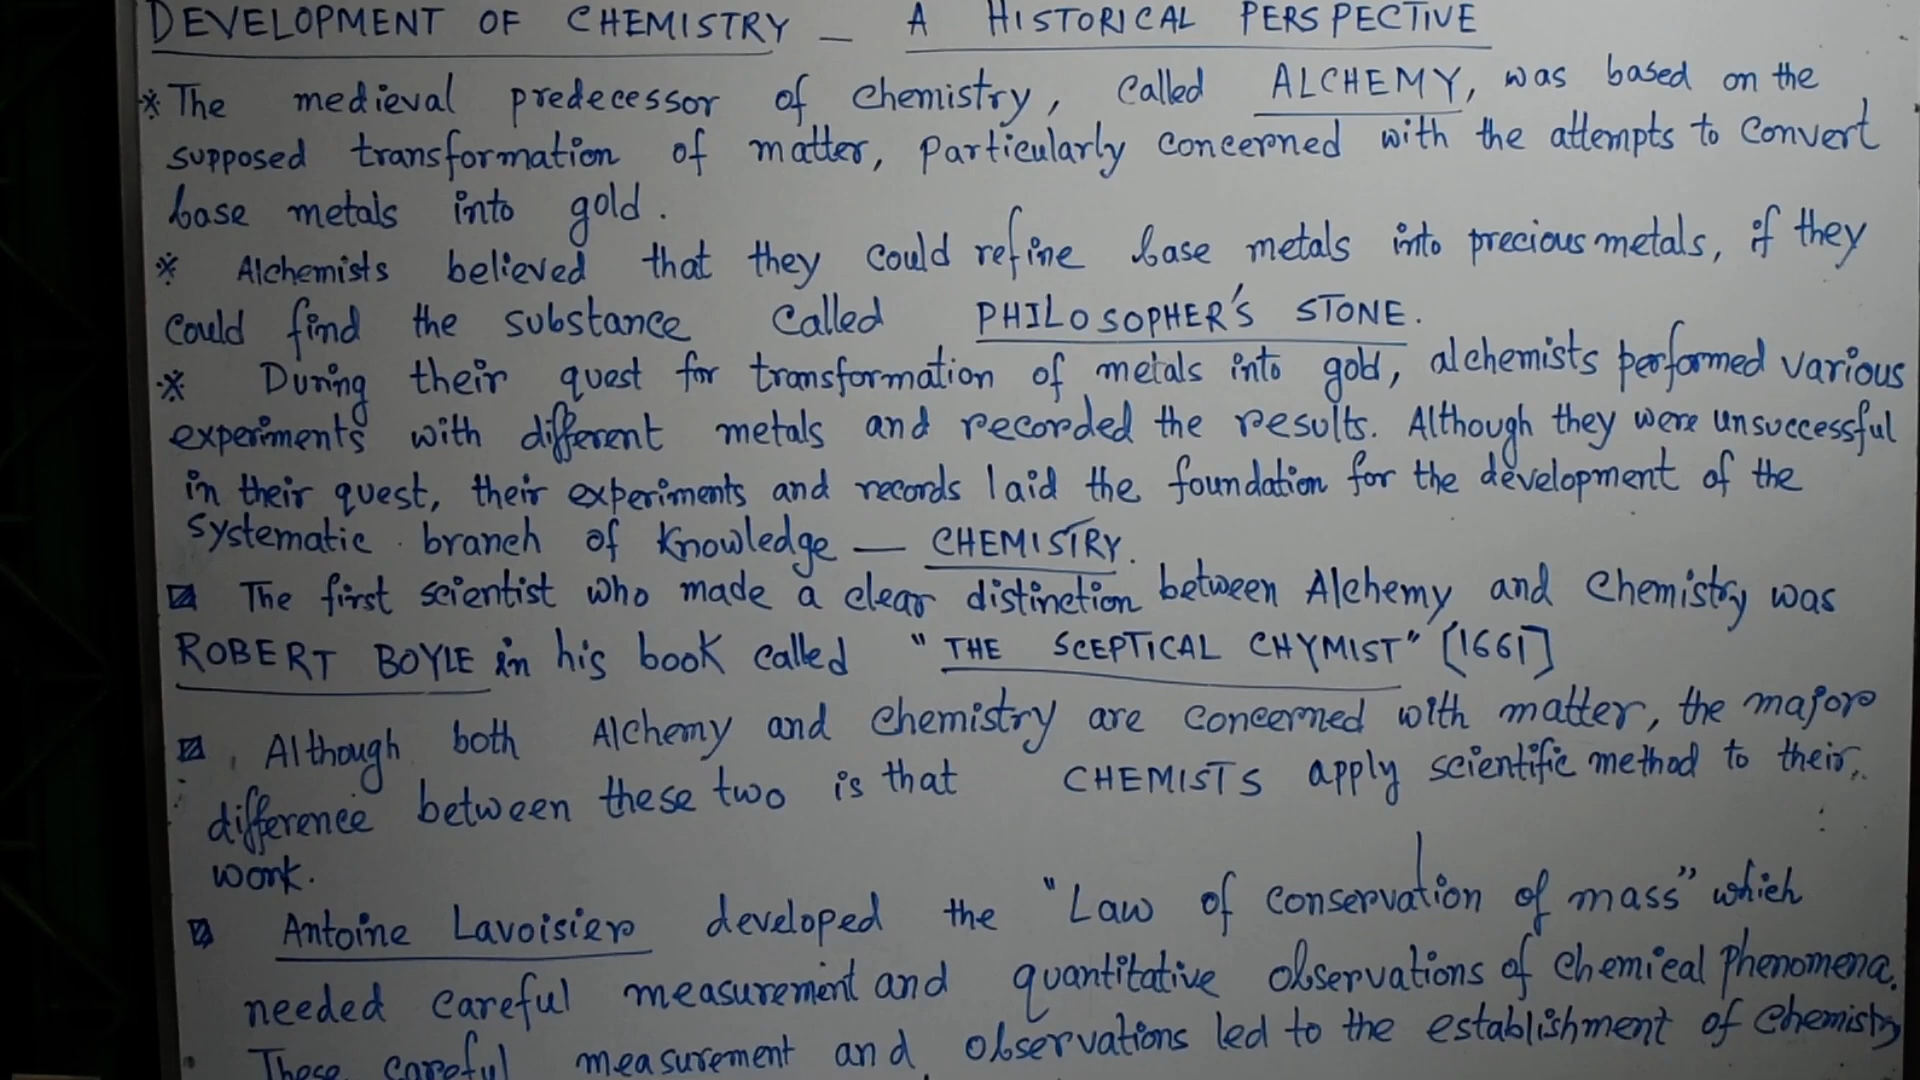 DEVELOPMENT OF CHEMISTRY – A HISTORICAL PERSPECTIVE
* The medieval predecessor of chemistry, called ALCHEMY, was based on the
supposed transformation of matter, particularly concerned with the attempts to convert
base metals into gold.
* Alchemists believed that they could refine base metals into precious metals, if they
could find the substance called PHILOSOPHER'S STONE.
* During their quest for transformation of metals into gold, alchemists performed various
experiments with different metals and recorded the results. Although they were unsuccessful
in their quest, their experiments and records laid the foundation for the development of the
systematic branch of knowledge — CHEMISTRY.
The first scientist who made a clear distinction between Alchemy and Chemistry was
ROBERT BOYLE in his book called "THE SCEPTICAL CHYMIST" [1661]
Although both Alchemy and chemistry are concerned with matter, the major
difference between these two is that CHEMISTS apply scientific method to their
work.
Antoine Lavoisier developed the "Law of conservation of mass" which
needed careful measurement and quantitative observations of chemical phenomena.
These careful measurement and observations led to the establishment of chemistry